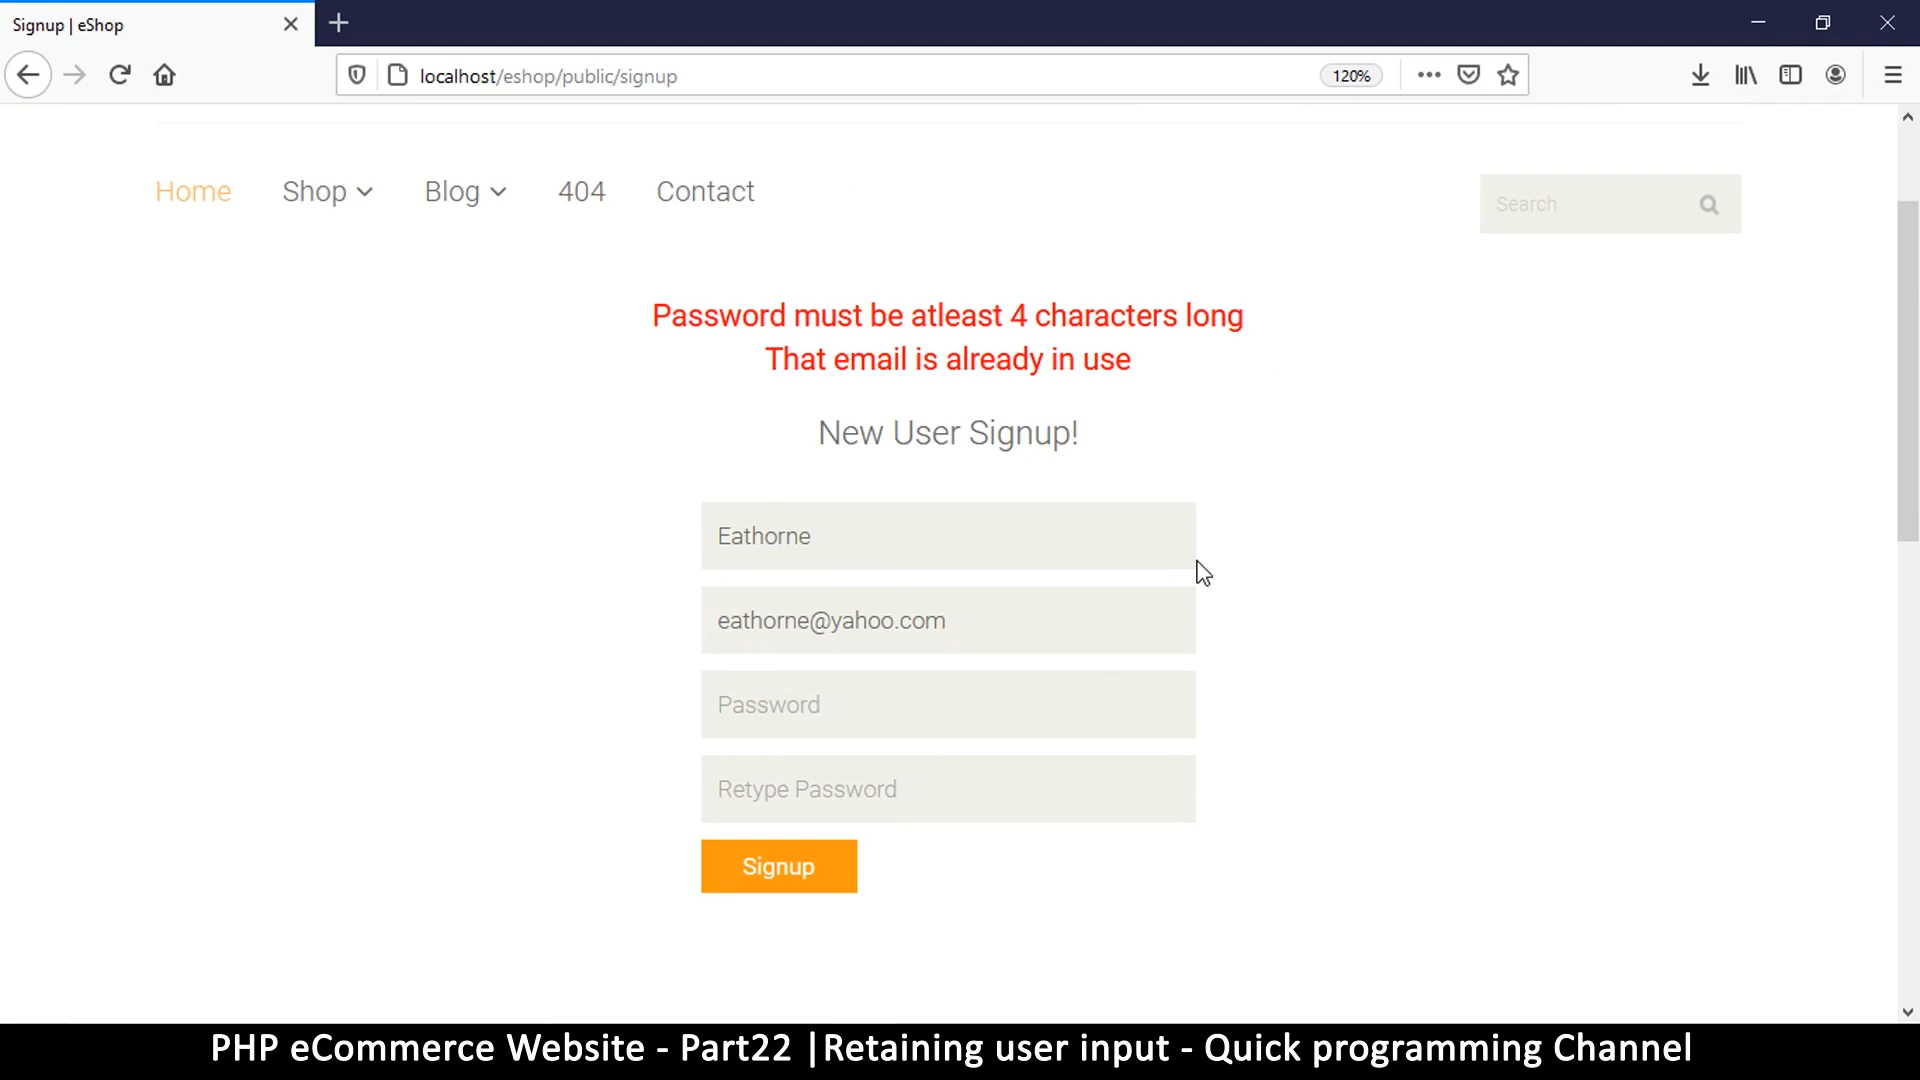 Signup | eShop
localhost/eshop/public/signup
120%
Home Shop Blog 404 Contact
Search
Password must be atleast 4 characters long
That email is already in use
New User Signup!
Eathorne
eathorne@yahoo.com
Password
Retype Password
Signup
PHP eCommerce Website - Part22 |Retaining user input - Quick programming Channel